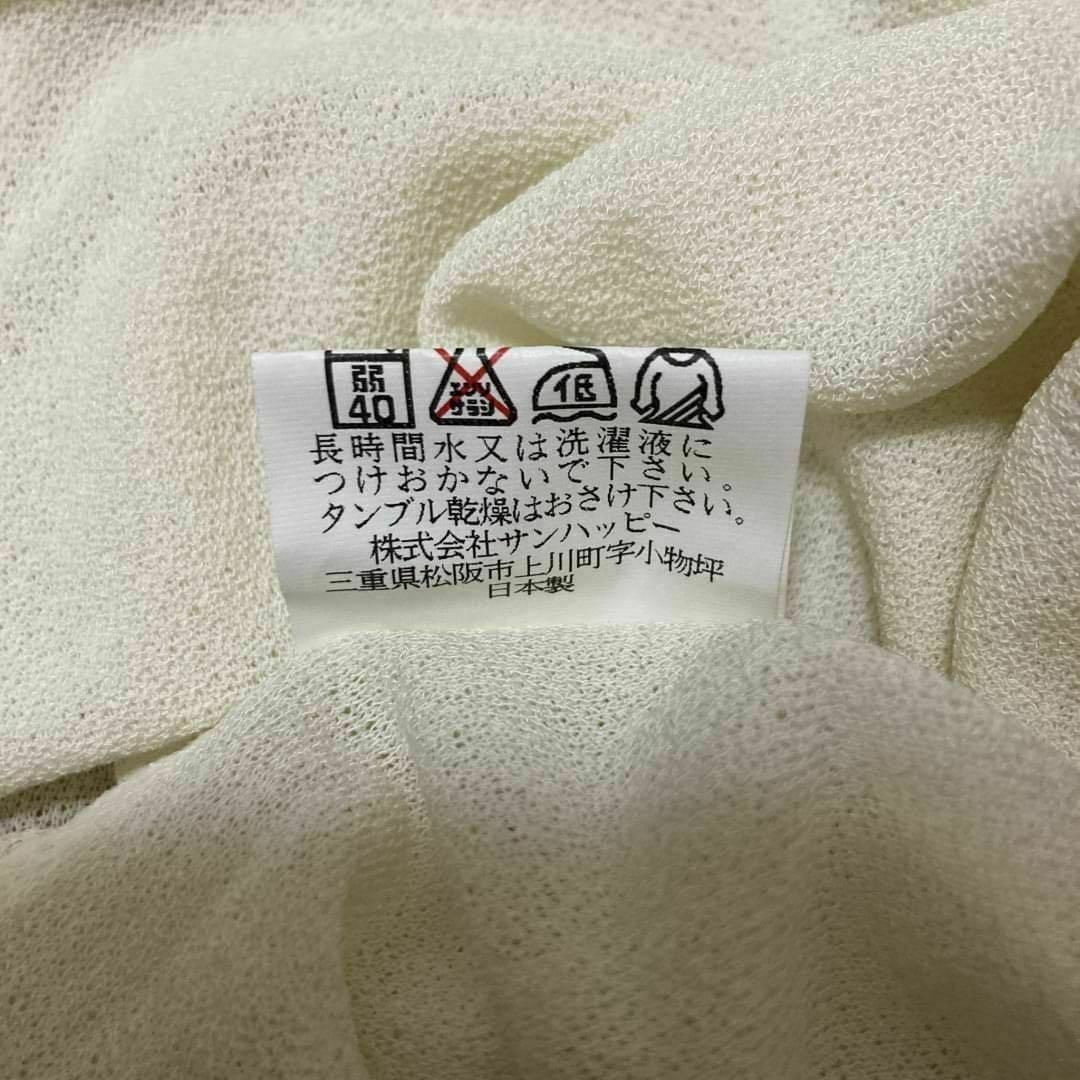 弱 エンソ 低
40 サラシ
長時間水又は洗濯液に
つけおかないで下さい。
タンブル乾燥はおさけ下さい。
株式会社サンハッピー
三重県松阪市上川町字小物坪
日本製